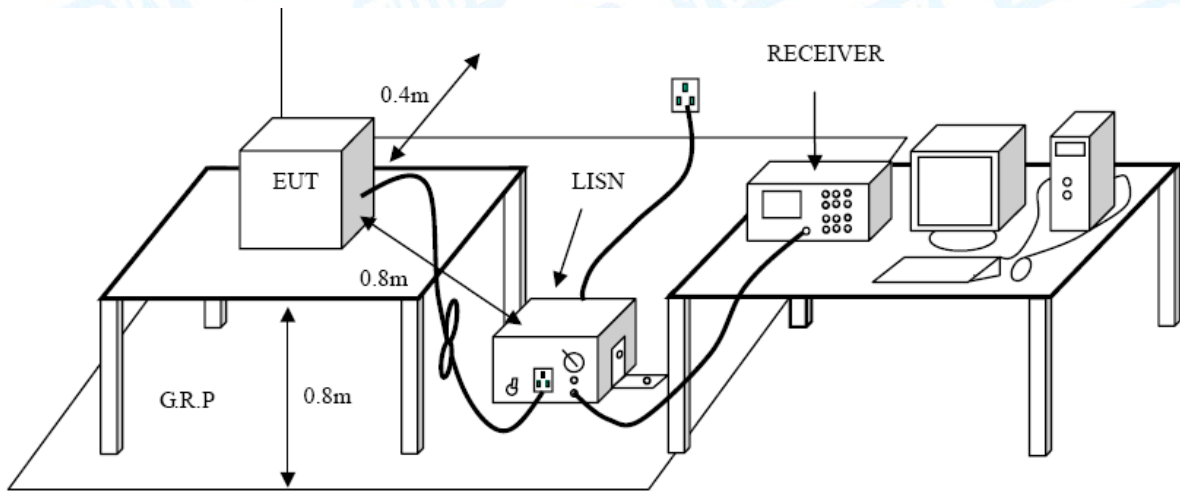 RECEIVER
0.4m
EUT
LISN
0.8m
G.R.P
0.8m